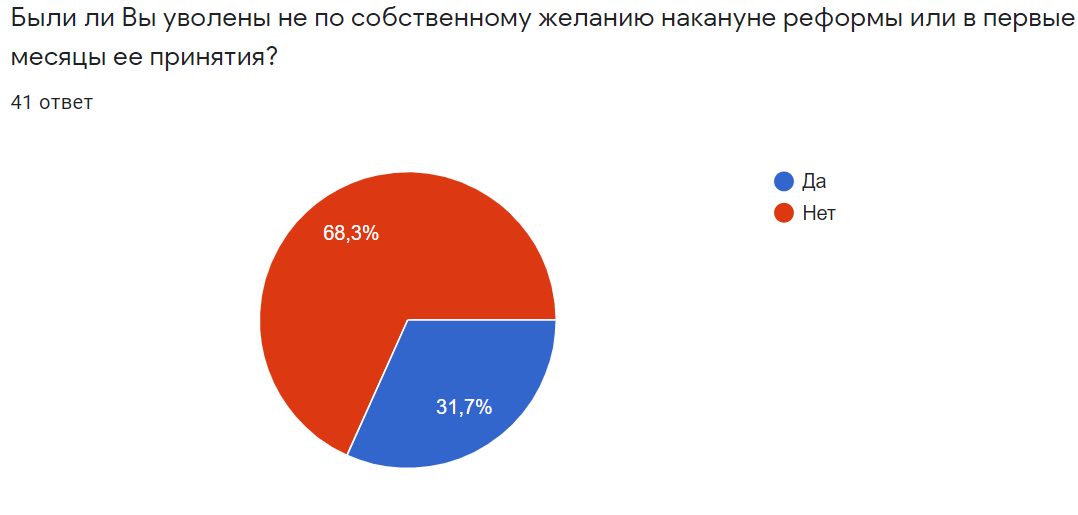 Были ли Вы уволены не по собственному желанию накануне реформы или в первые
месяцы ее принятия?
41 ответ
Да
Нет
68,3%
31,7%